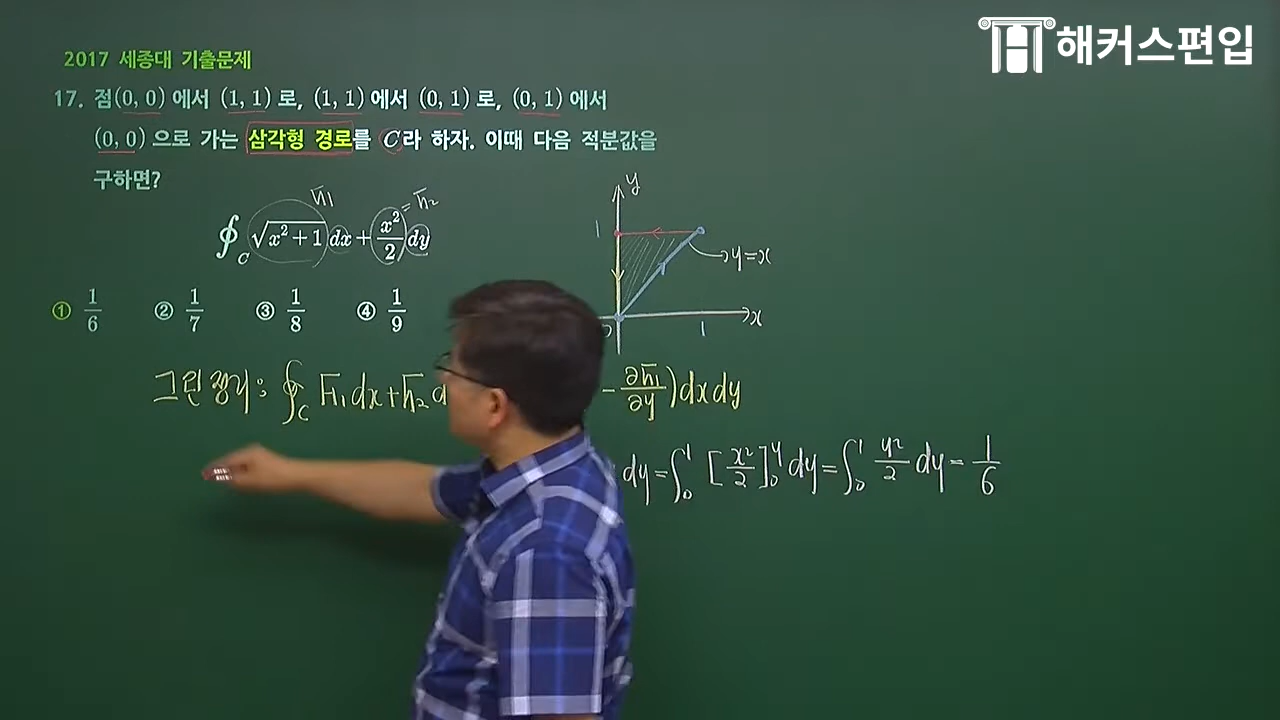 해커스편입
2017 세종대 기출문제
17. 점(0, 0)에서 (1, 1)로, (1, 1)에서 (0, 1)로, (0, 1)에서
(0, 0)으로 가는 삼각형 경로를 C라 하자. 이때 다음 적분값을
구하면?
F₁ = F₂
∮_C √(x²+1) dx + x²/2 dy
① 1/6 ② 1/7 ③ 1/8 ④ 1/9
y
1
y=x
1 x
그린정리: ∮_C F₁dx+F₂d
-∂F₁/∂y)dxdy
dy=∫₀¹ [x²/2]₀^y dy=∫₀¹ y²/2 dy=1/6